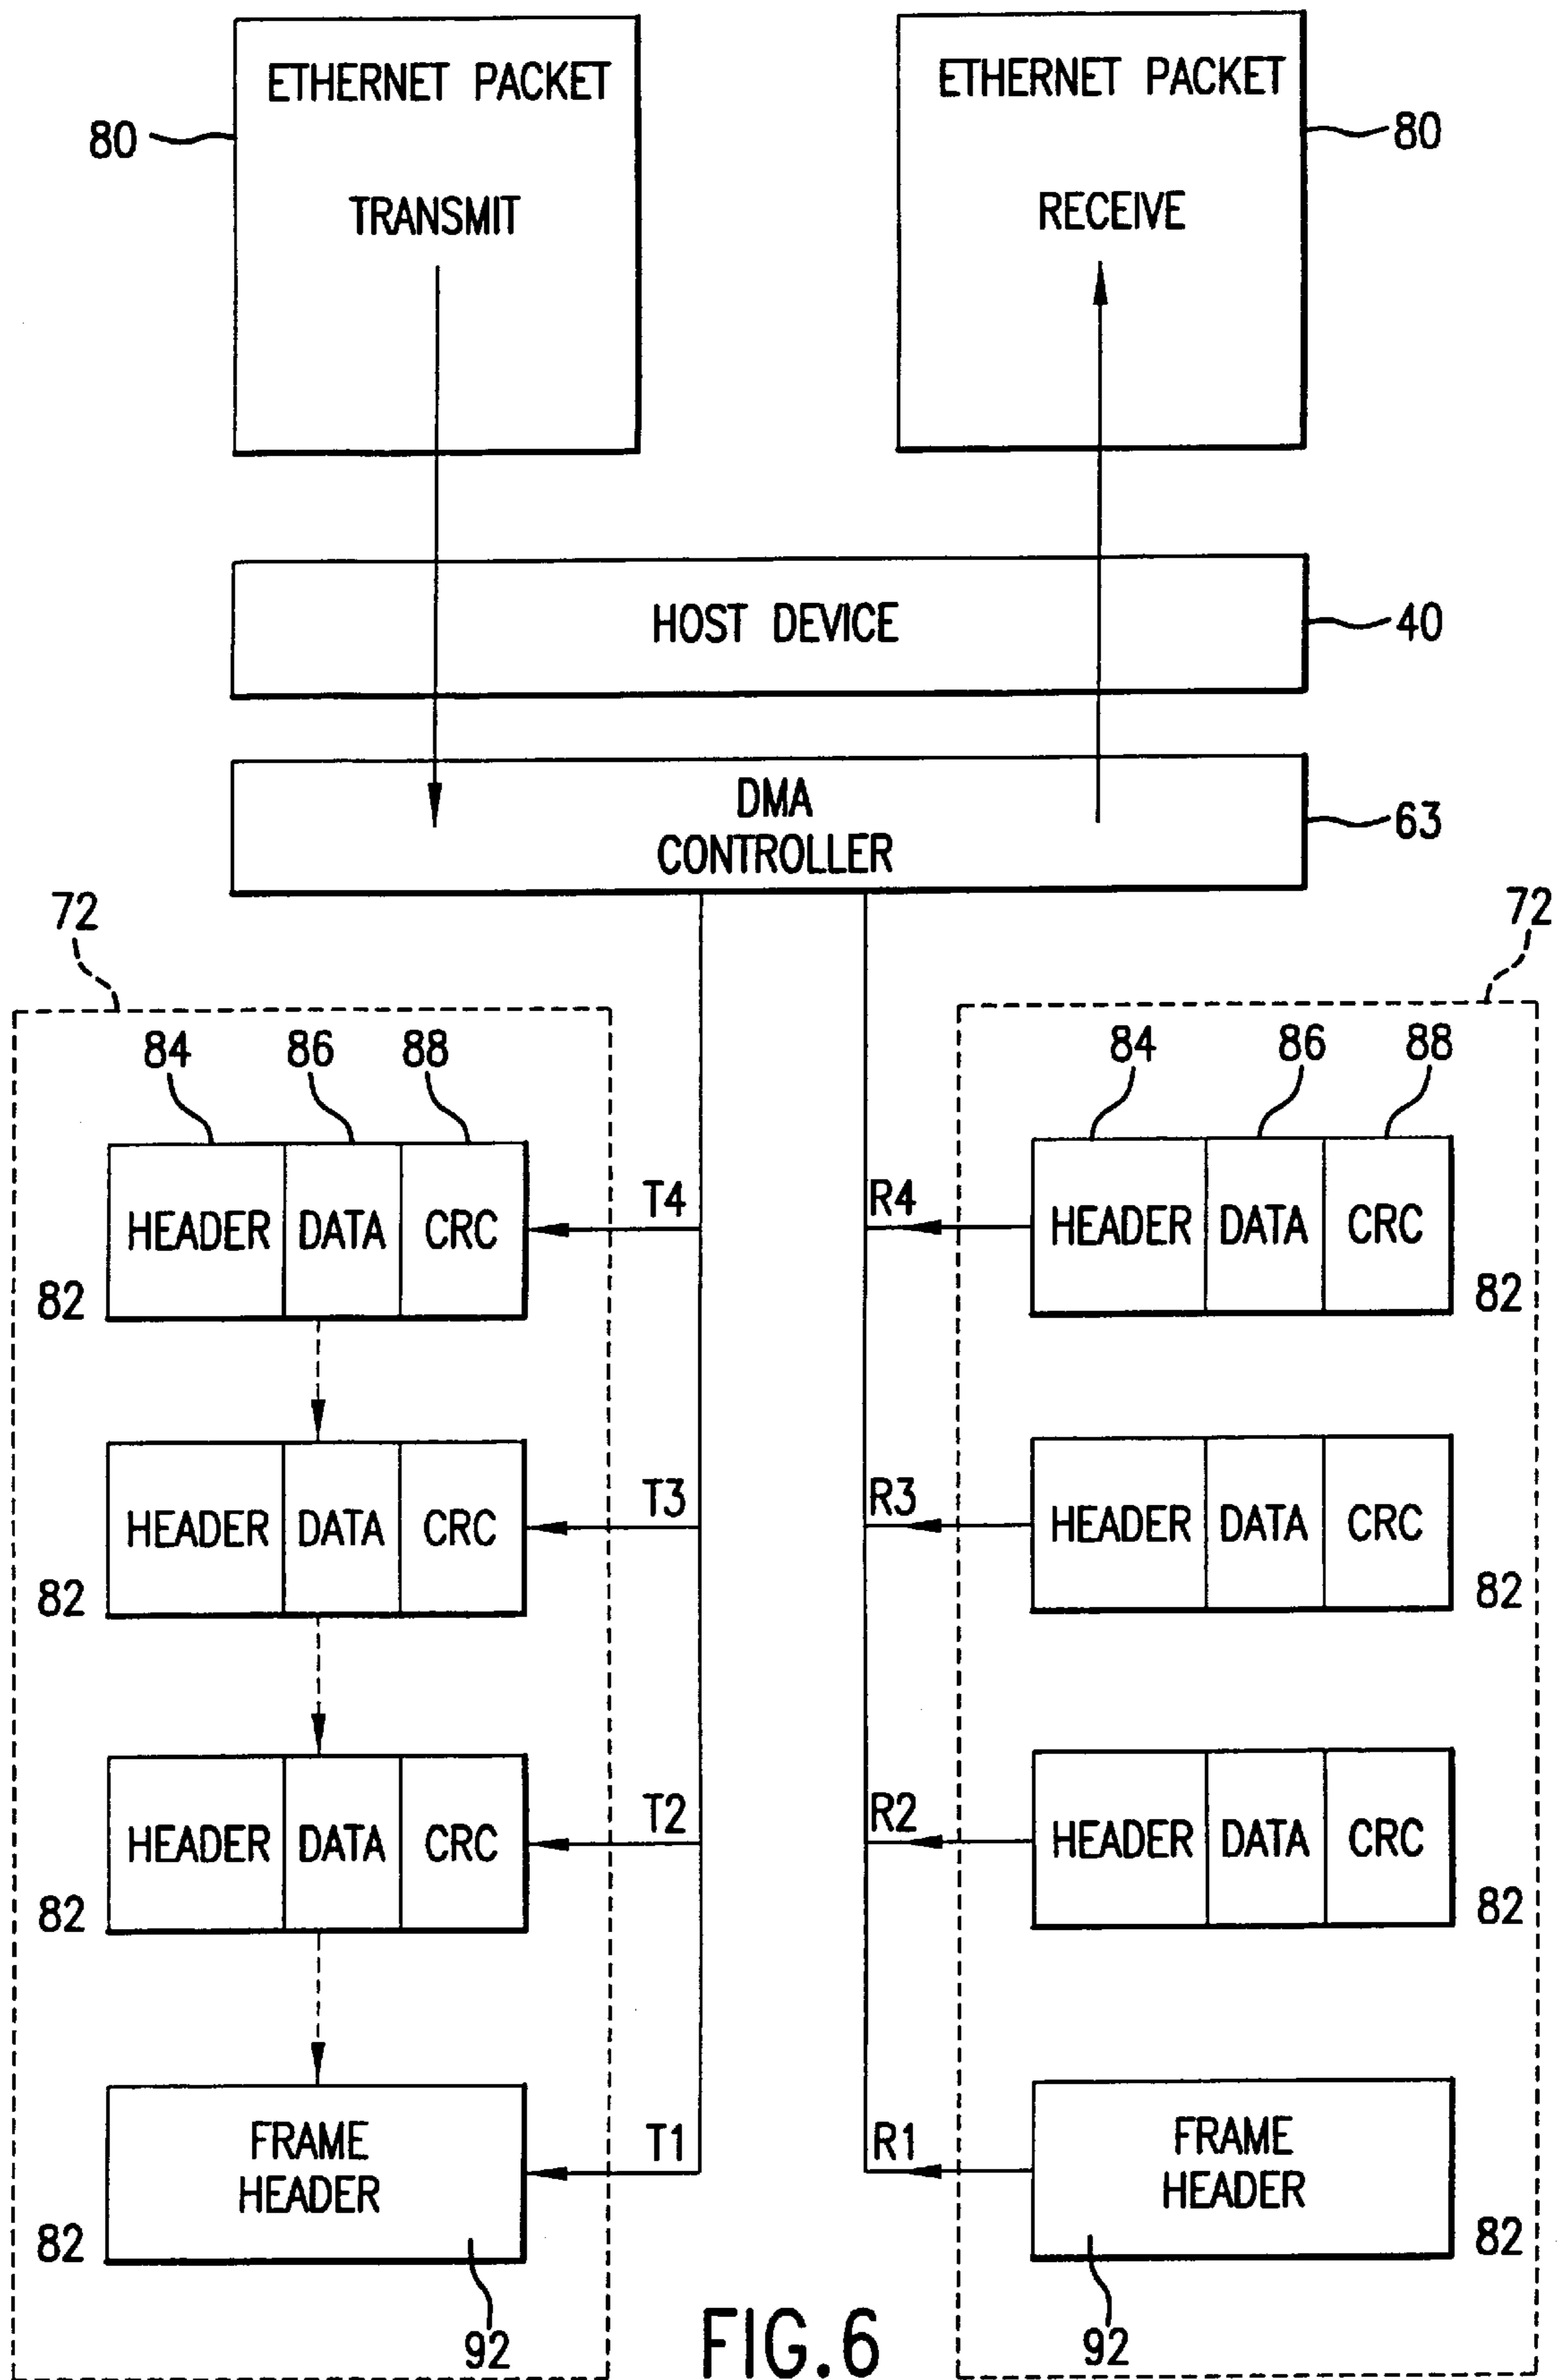 ETHERNET PACKET
80
TRANSMIT
ETHERNET PACKET
80
RECEIVE
HOST DEVICE
40
DMA
CONTROLLER
63
72
72
84 86 88
84 86 88
HEADER DATA CRC
82
T4
R4
HEADER DATA CRC
82
HEADER DATA CRC
82
T3
R3
HEADER DATA CRC
82
HEADER DATA CRC
82
T2
R2
HEADER DATA CRC
82
FRAME
HEADER
82
92
T1
R1
FRAME
HEADER
82
92
FIG.6